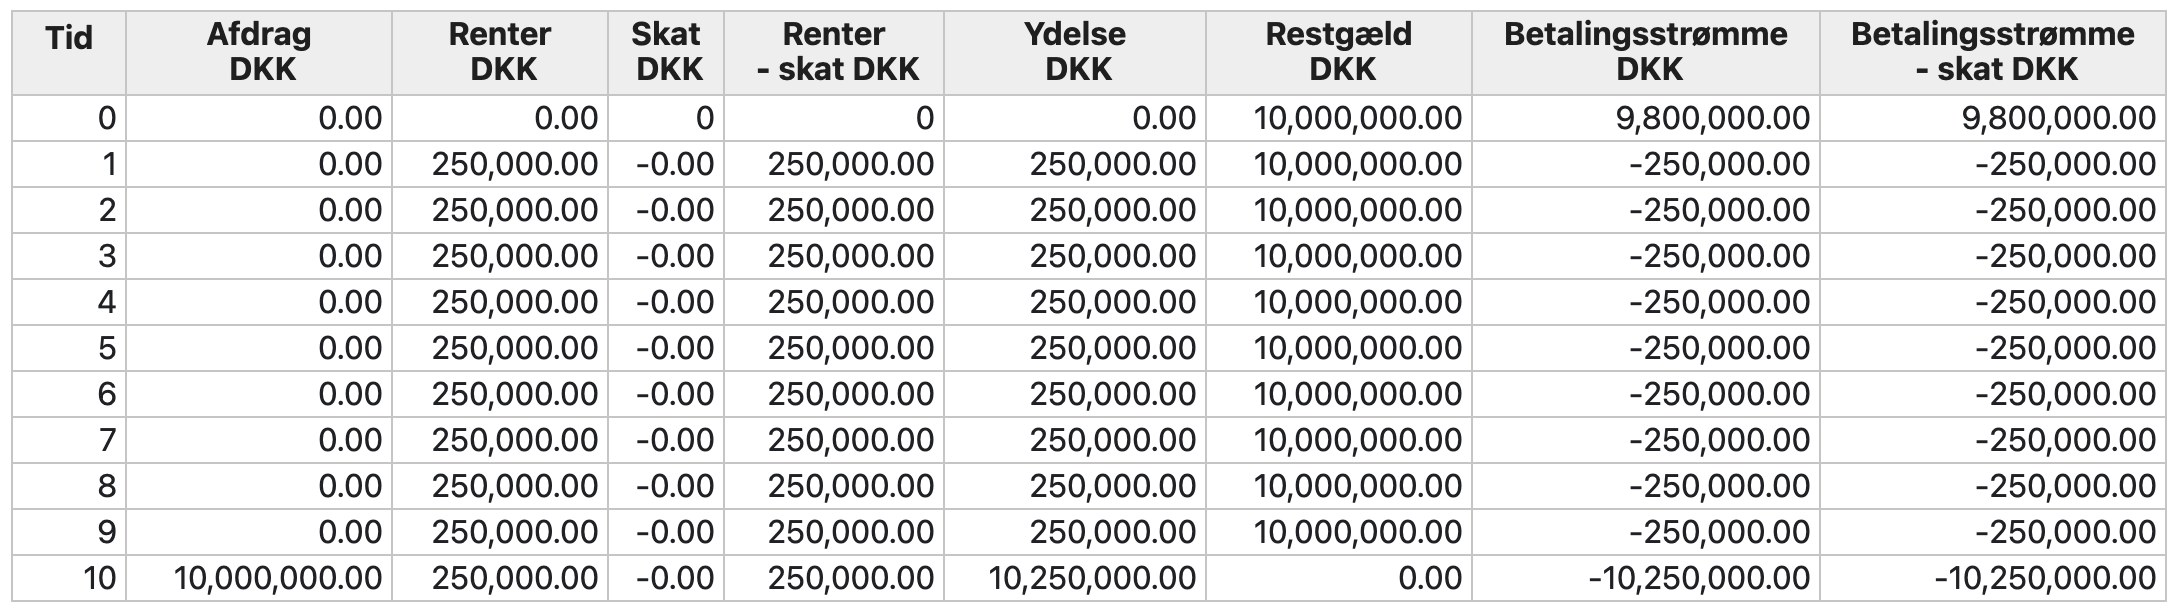 Tid Afdrag DKK Renter DKK Skat DKK Renter - skat DKK Ydelse DKK Restgæld DKK Betalingsstrømme DKK Betalingsstrømme - skat DKK
0 0.00 0.00 0 0 0.00 10,000,000.00 9,800,000.00 9,800,000.00
1 0.00 250,000.00 -0.00 250,000.00 250,000.00 10,000,000.00 -250,000.00 -250,000.00
2 0.00 250,000.00 -0.00 250,000.00 250,000.00 10,000,000.00 -250,000.00 -250,000.00
3 0.00 250,000.00 -0.00 250,000.00 250,000.00 10,000,000.00 -250,000.00 -250,000.00
4 0.00 250,000.00 -0.00 250,000.00 250,000.00 10,000,000.00 -250,000.00 -250,000.00
5 0.00 250,000.00 -0.00 250,000.00 250,000.00 10,000,000.00 -250,000.00 -250,000.00
6 0.00 250,000.00 -0.00 250,000.00 250,000.00 10,000,000.00 -250,000.00 -250,000.00
7 0.00 250,000.00 -0.00 250,000.00 250,000.00 10,000,000.00 -250,000.00 -250,000.00
8 0.00 250,000.00 -0.00 250,000.00 250,000.00 10,000,000.00 -250,000.00 -250,000.00
9 0.00 250,000.00 -0.00 250,000.00 250,000.00 10,000,000.00 -250,000.00 -250,000.00
10 10,000,000.00 250,000.00 -0.00 250,000.00 10,250,000.00 0.00 -10,250,000.00 -10,250,000.00